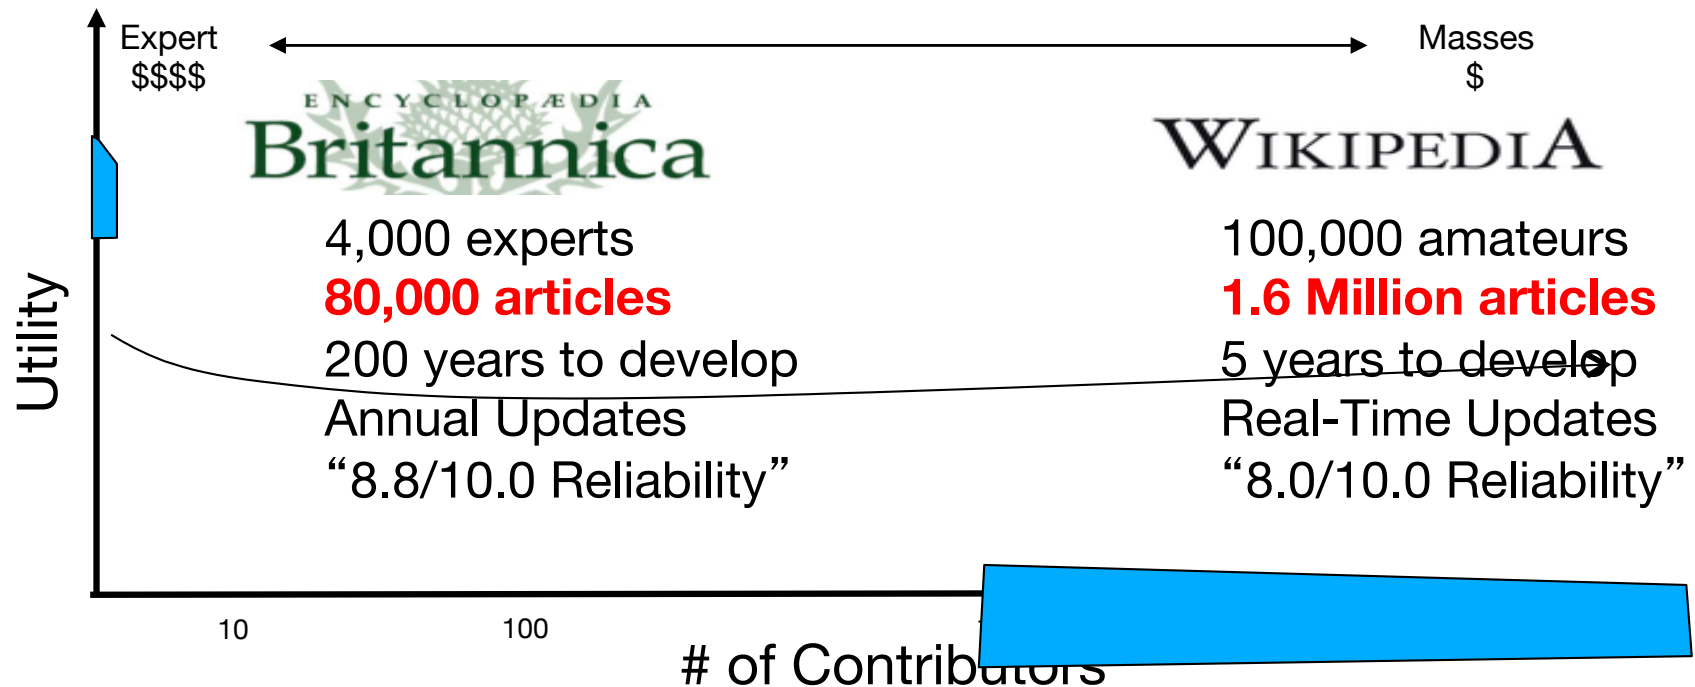 Expert
$$$$
Masses
$
ENCYCLOPÆDIA
Britannica
WIKIPEDIA
4,000 experts
80,000 articles
200 years to develop
Annual Updates
“8.8/10.0 Reliability”
100,000 amateurs
1.6 Million articles
5 years to develop
Real-Time Updates
“8.0/10.0 Reliability”
Utility
10
100
# of Contributors